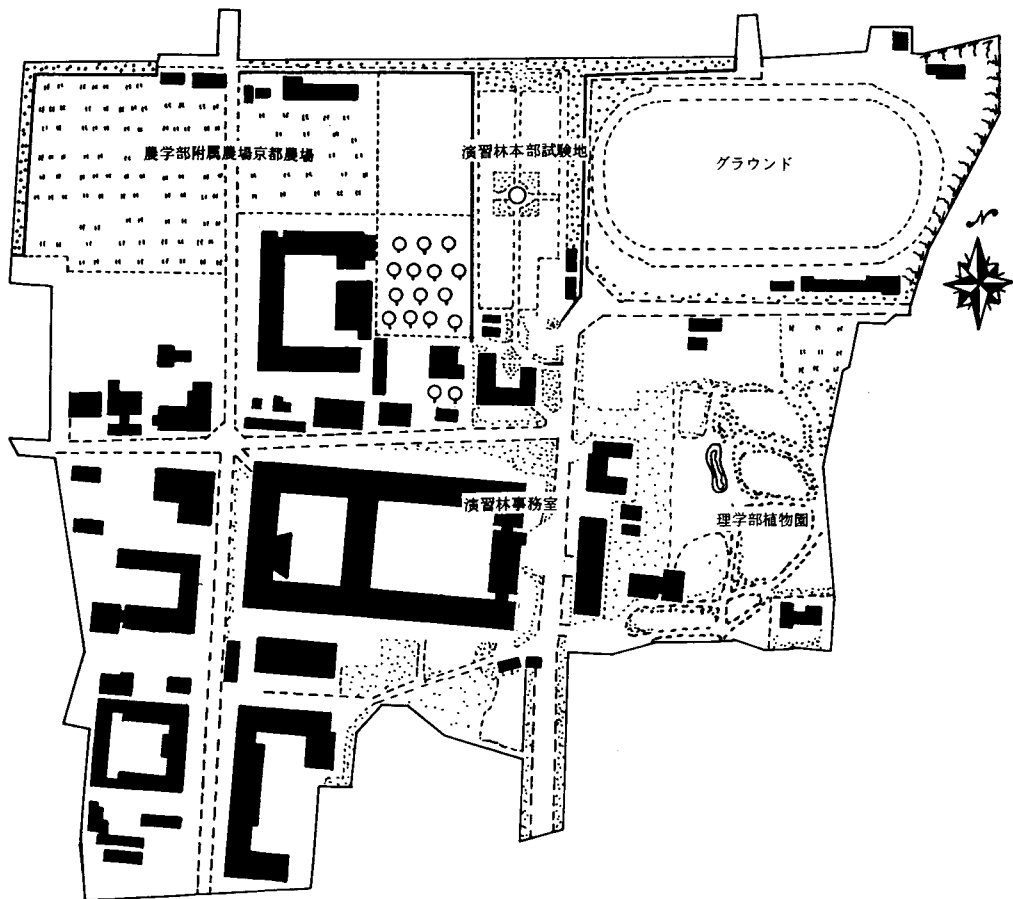 農学部附属農場京都農場
演習林本部試験地
グラウンド
N
演習林事務室
理学部植物園